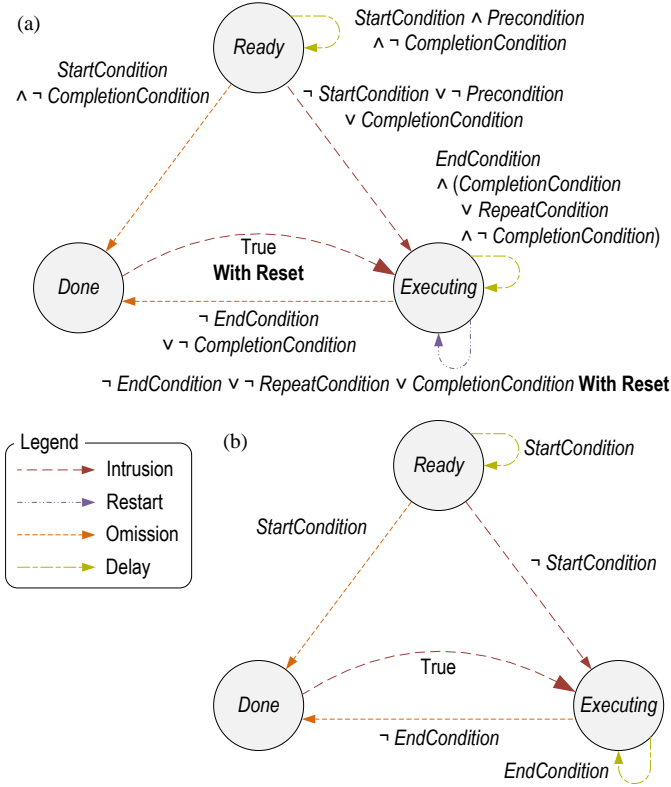 (a)
Ready
StartCondition ∧ Precondition
∧ ¬ CompletionCondition
StartCondition
∧ ¬ CompletionCondition
¬ StartCondition ∨ ¬ Precondition
∨ CompletionCondition
EndCondition
∧ (CompletionCondition
∨ RepeatCondition
∧ ¬ CompletionCondition)
True
With Reset
Done
Executing
¬ EndCondition
∨ ¬ CompletionCondition
¬ EndCondition ∨ ¬ RepeatCondition ∨ CompletionCondition With Reset
Legend
Intrusion
Restart
Omission
Delay
(b)
Ready
StartCondition
StartCondition
¬ StartCondition
True
Done
Executing
¬ EndCondition
EndCondition